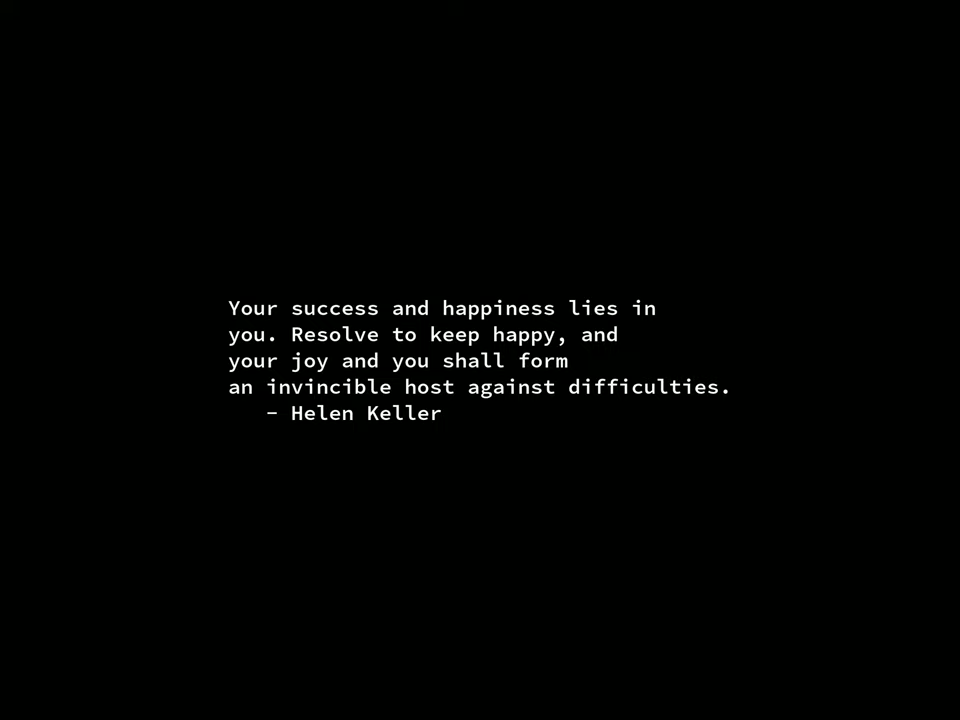 Your success and happiness lies in
you. Resolve to keep happy, and
your joy and you shall form
an invincible host against difficulties.
– Helen Keller